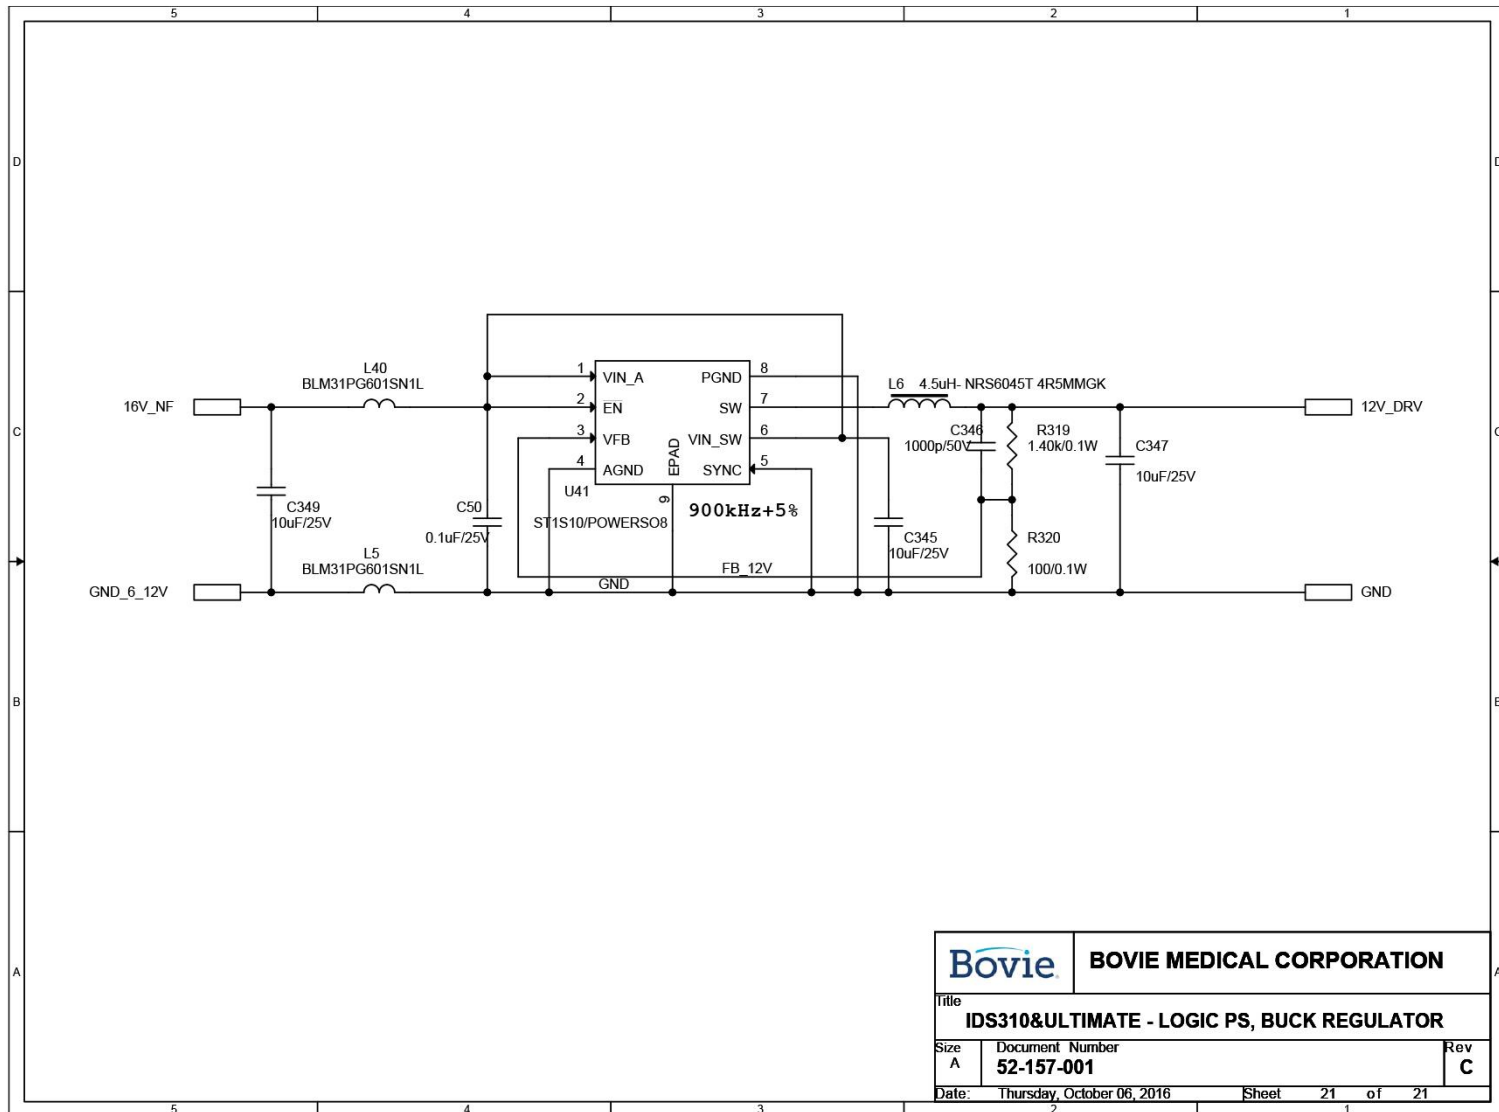 5 4 3 2 1
D D
L40
BLM31PG601SN1L
16V_NF
1 VIN_A
2 EN
3 VFB
4 AGND
EPAD
9
PGND 8
SW 7
VIN_SW 6
SYNC 5
U41
ST1S10/POWERSO8
900kHz+5%
L6 4.5uH- NRS6045T 4R5MMGK
C346
1000p/50V
R319
1.40k/0.1W
C347
10uF/25V
12V_DRV
C C
C349
10uF/25V
C50
0.1uF/25V
C345
10uF/25V
R320
100/0.1W
L5
BLM31PG601SN1L
FB_12V
GND
GND_6_12V
GND
B B
A A
Bovie
BOVIE MEDICAL CORPORATION
Title
IDS310&ULTIMATE - LOGIC PS, BUCK REGULATOR
Size
A
Document Number
52-157-001
Rev
C
Date: Thursday, October 06, 2016 Sheet 21 of 21
5 4 3 2 1